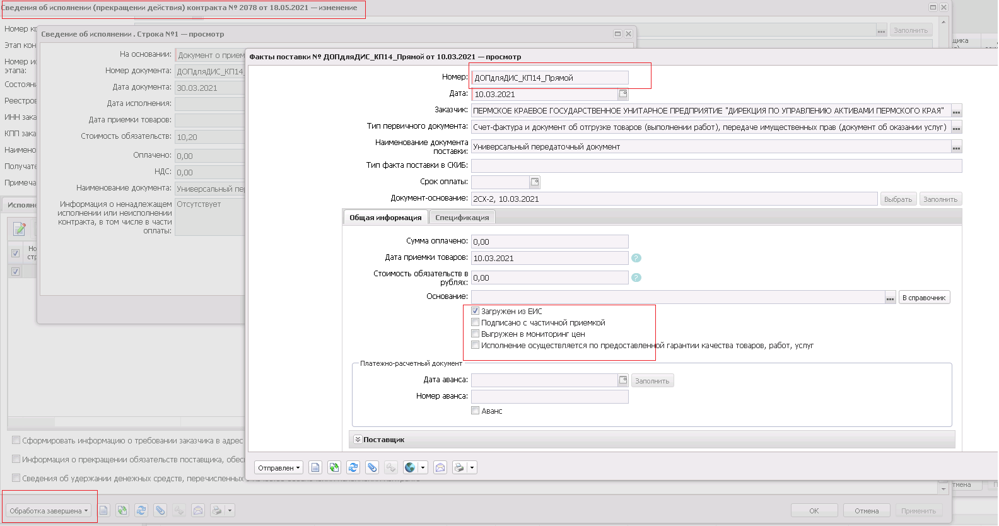 Сведения об исполнении (прекращении действия) контракта № 2078 от 18.05.2021 — изменение
Номер ко
Заполнить
Этап кон
Номер ис
этапа:
Состояни
Реестров
ИНН зака
КПП зака
Наимено
Получате
Примеча
Исполне
Но
стр
Сведение об исполнении . Строка №1 — просмотр
На основании: Документ о прием
Номер документа: ДОПдляДИС_КП14_
Дата документа: 30.03.2021
Дата исполнения:
Дата приемки товаров:
Стоимость обязательств: 10,20
Оплачено: 0,00
НДС: 0,00
Наименование документа: Универсальный пер
Информация о ненадлежащем исполнении или неисполнении контракта, в том числе в части оплаты: Отсутствует
Факты поставки № ДОПдляДИС_КП14_Прямой от 10.03.2021 — просмотр
Номер: ДОПдляДИС_КП14_Прямой
Дата: 10.03.2021
Заказчик: ПЕРМСКОЕ КРАЕВОЕ ГОСУДАРСТВЕННОЕ УНИТАРНОЕ ПРЕДПРИЯТИЕ "ДИРЕКЦИЯ ПО УПРАВЛЕНИЮ АКТИВАМИ ПЕРМСКОГО КРАЯ"
Тип первичного документа: Счет-фактура и документ об отгрузке товаров (выполнении работ), передаче имущественных прав (документ об оказании услуг)
Наименование документа поставки: Универсальный передаточный документ
Тип факта поставки в СКИБ:
Срок оплаты:
Документ-основание: 2СХ-2, 10.03.2021 Выбрать Заполнить
Общая информация Спецификация
Сумма оплачено: 0,00
Дата приемки товаров: 10.03.2021 ?
Стоимость обязательств в рублях: 0,00 ?
Основание: В справочник
Загружен из ЕИС
Подписано с частичной приемкой
Выгружен в мониторинг цен
Исполнение осуществляется по предоставленной гарантии качества товаров, работ, услуг
Платежно-расчетный документ
Дата аванса: Заполнить
Номер аванса:
Аванс
Поставщик
Отправлен
Сформировать информацию о требовании заказчика в адрес
Информация о прекращении обязательств поставщика, обес
Сведения об удержании денежных средств, перечисленных
Обработка завершена
ОК Отмена Применить
щика
тмена